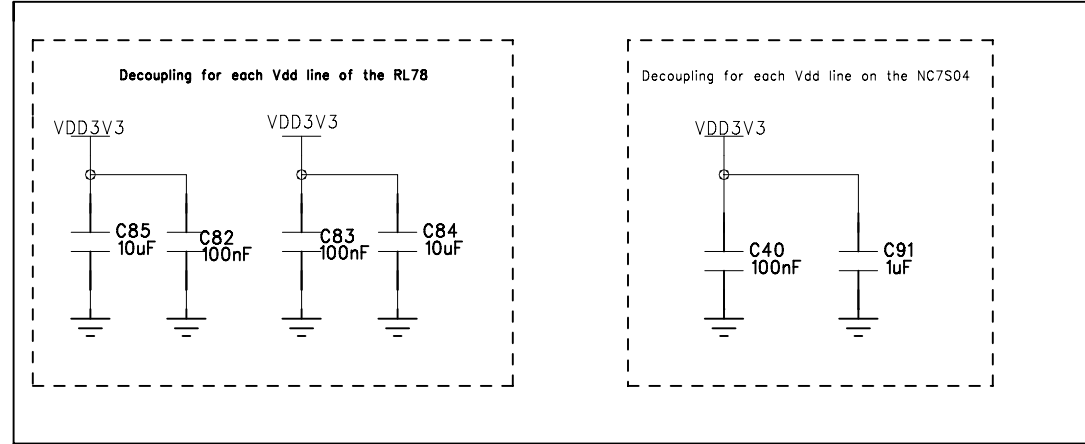 Decoupling for each Vdd line of the RL78
VDD3V3
VDD3V3
C85
10uF
C82
100nF
C83
100nF
C84
10uF
Decoupling for each Vdd line on the NC7S04
VDD3V3
C40
100nF
C91
1uF